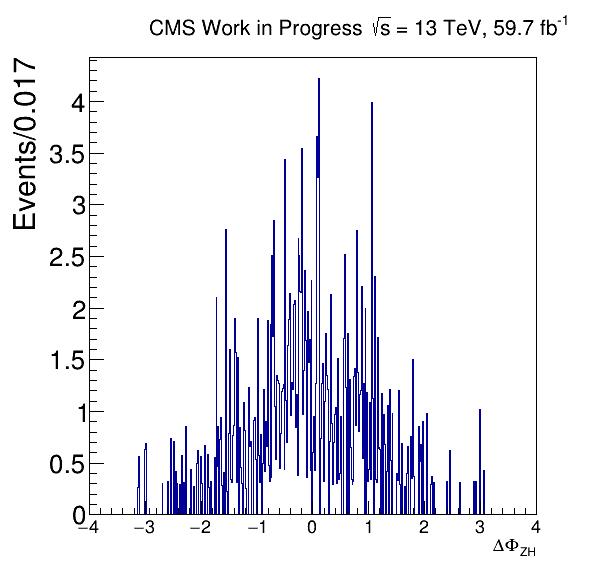 CMS Work in Progress √s = 13 TeV, 59.7 fb⁻¹
Events/0.017
4
3.5
3
2.5
2
1.5
1
0.5
0
−4 −3 −2 −1 0 1 2 3 4
ΔΦ_ZH